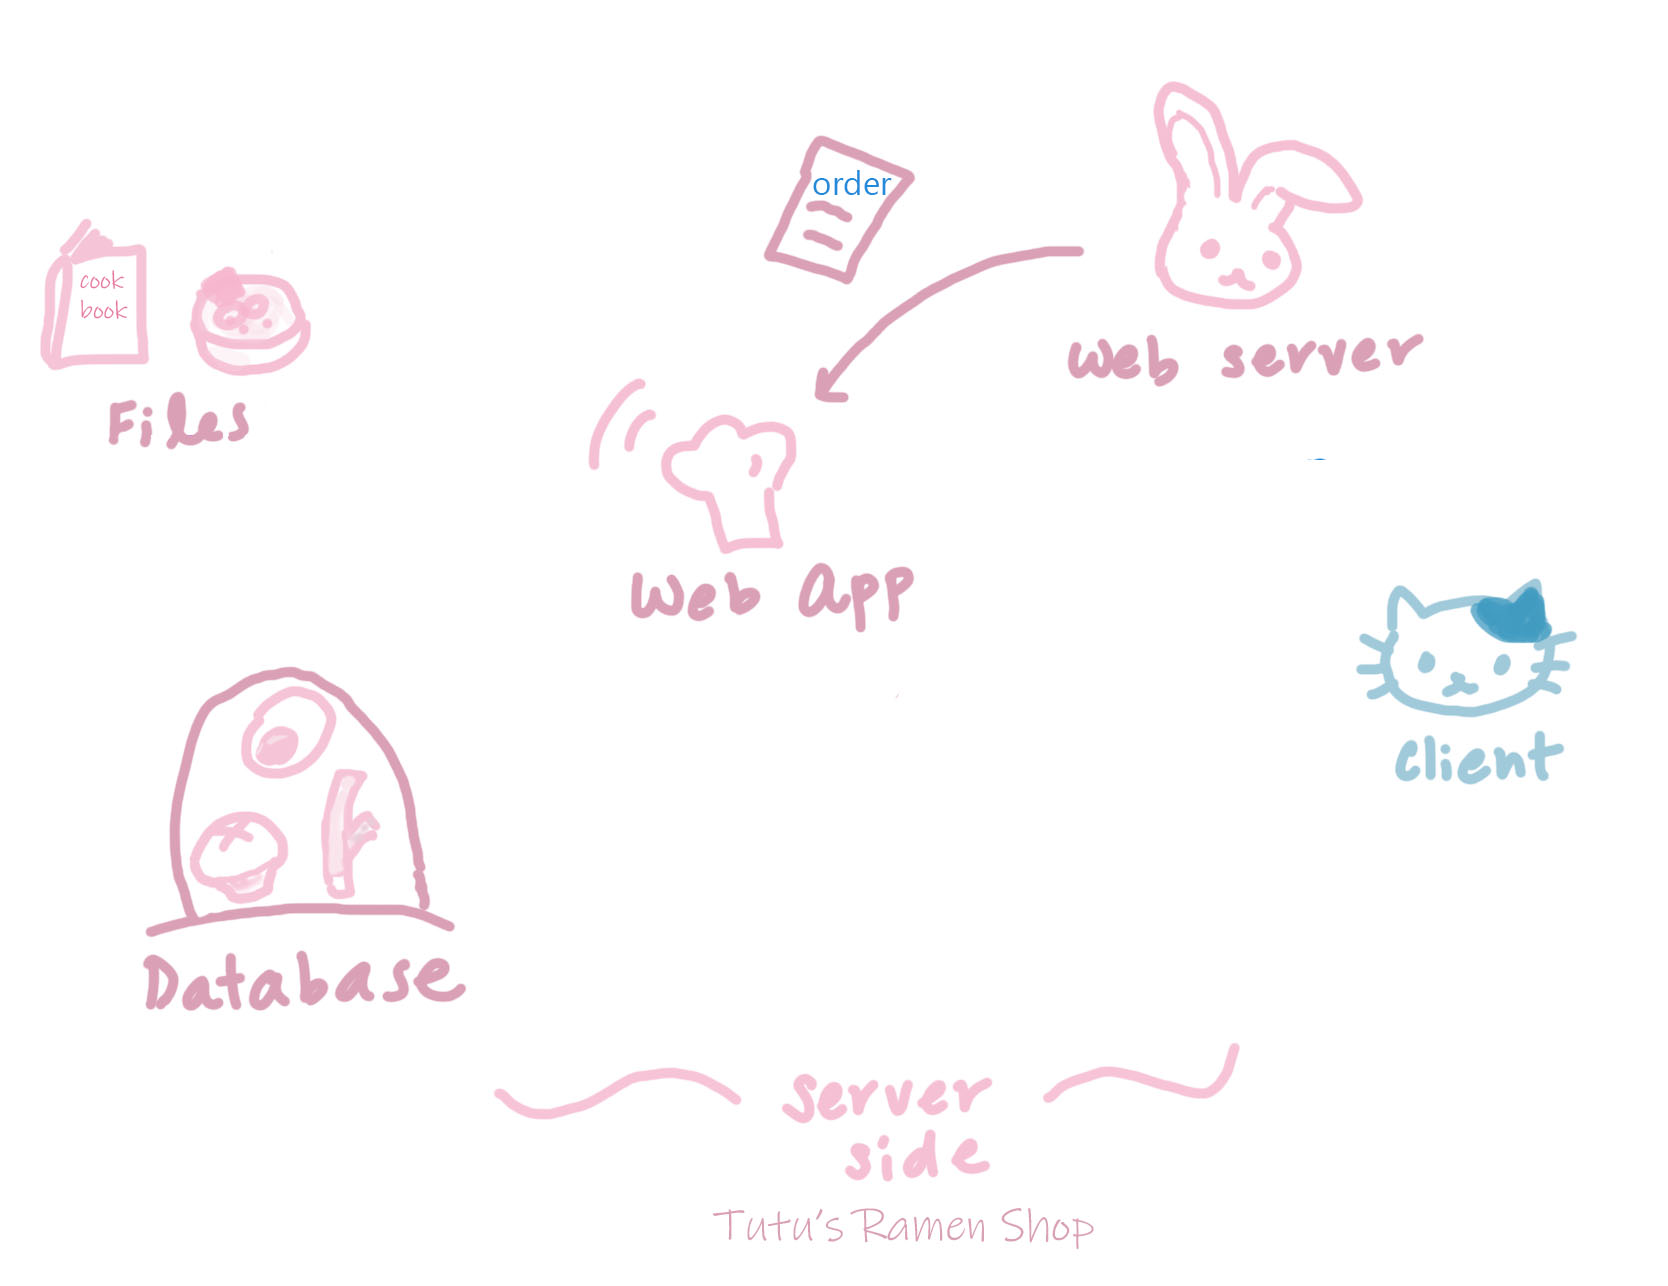 order
cook
book
web server
Files
Web App
client
Database
server
side
Tutu's Ramen Shop